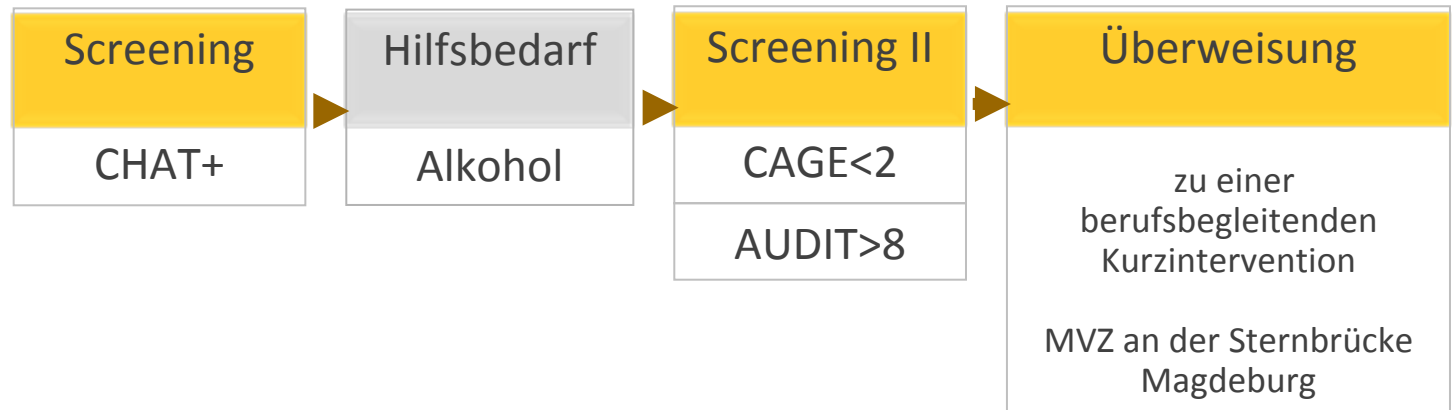 Screening
CHAT+
Hilfsbedarf
Alkohol
Screening II
CAGE<2
AUDIT>8
Überweisung
zu einer
berufsbegleitenden
Kurzintervention
MVZ an der Sternbrücke
Magdeburg